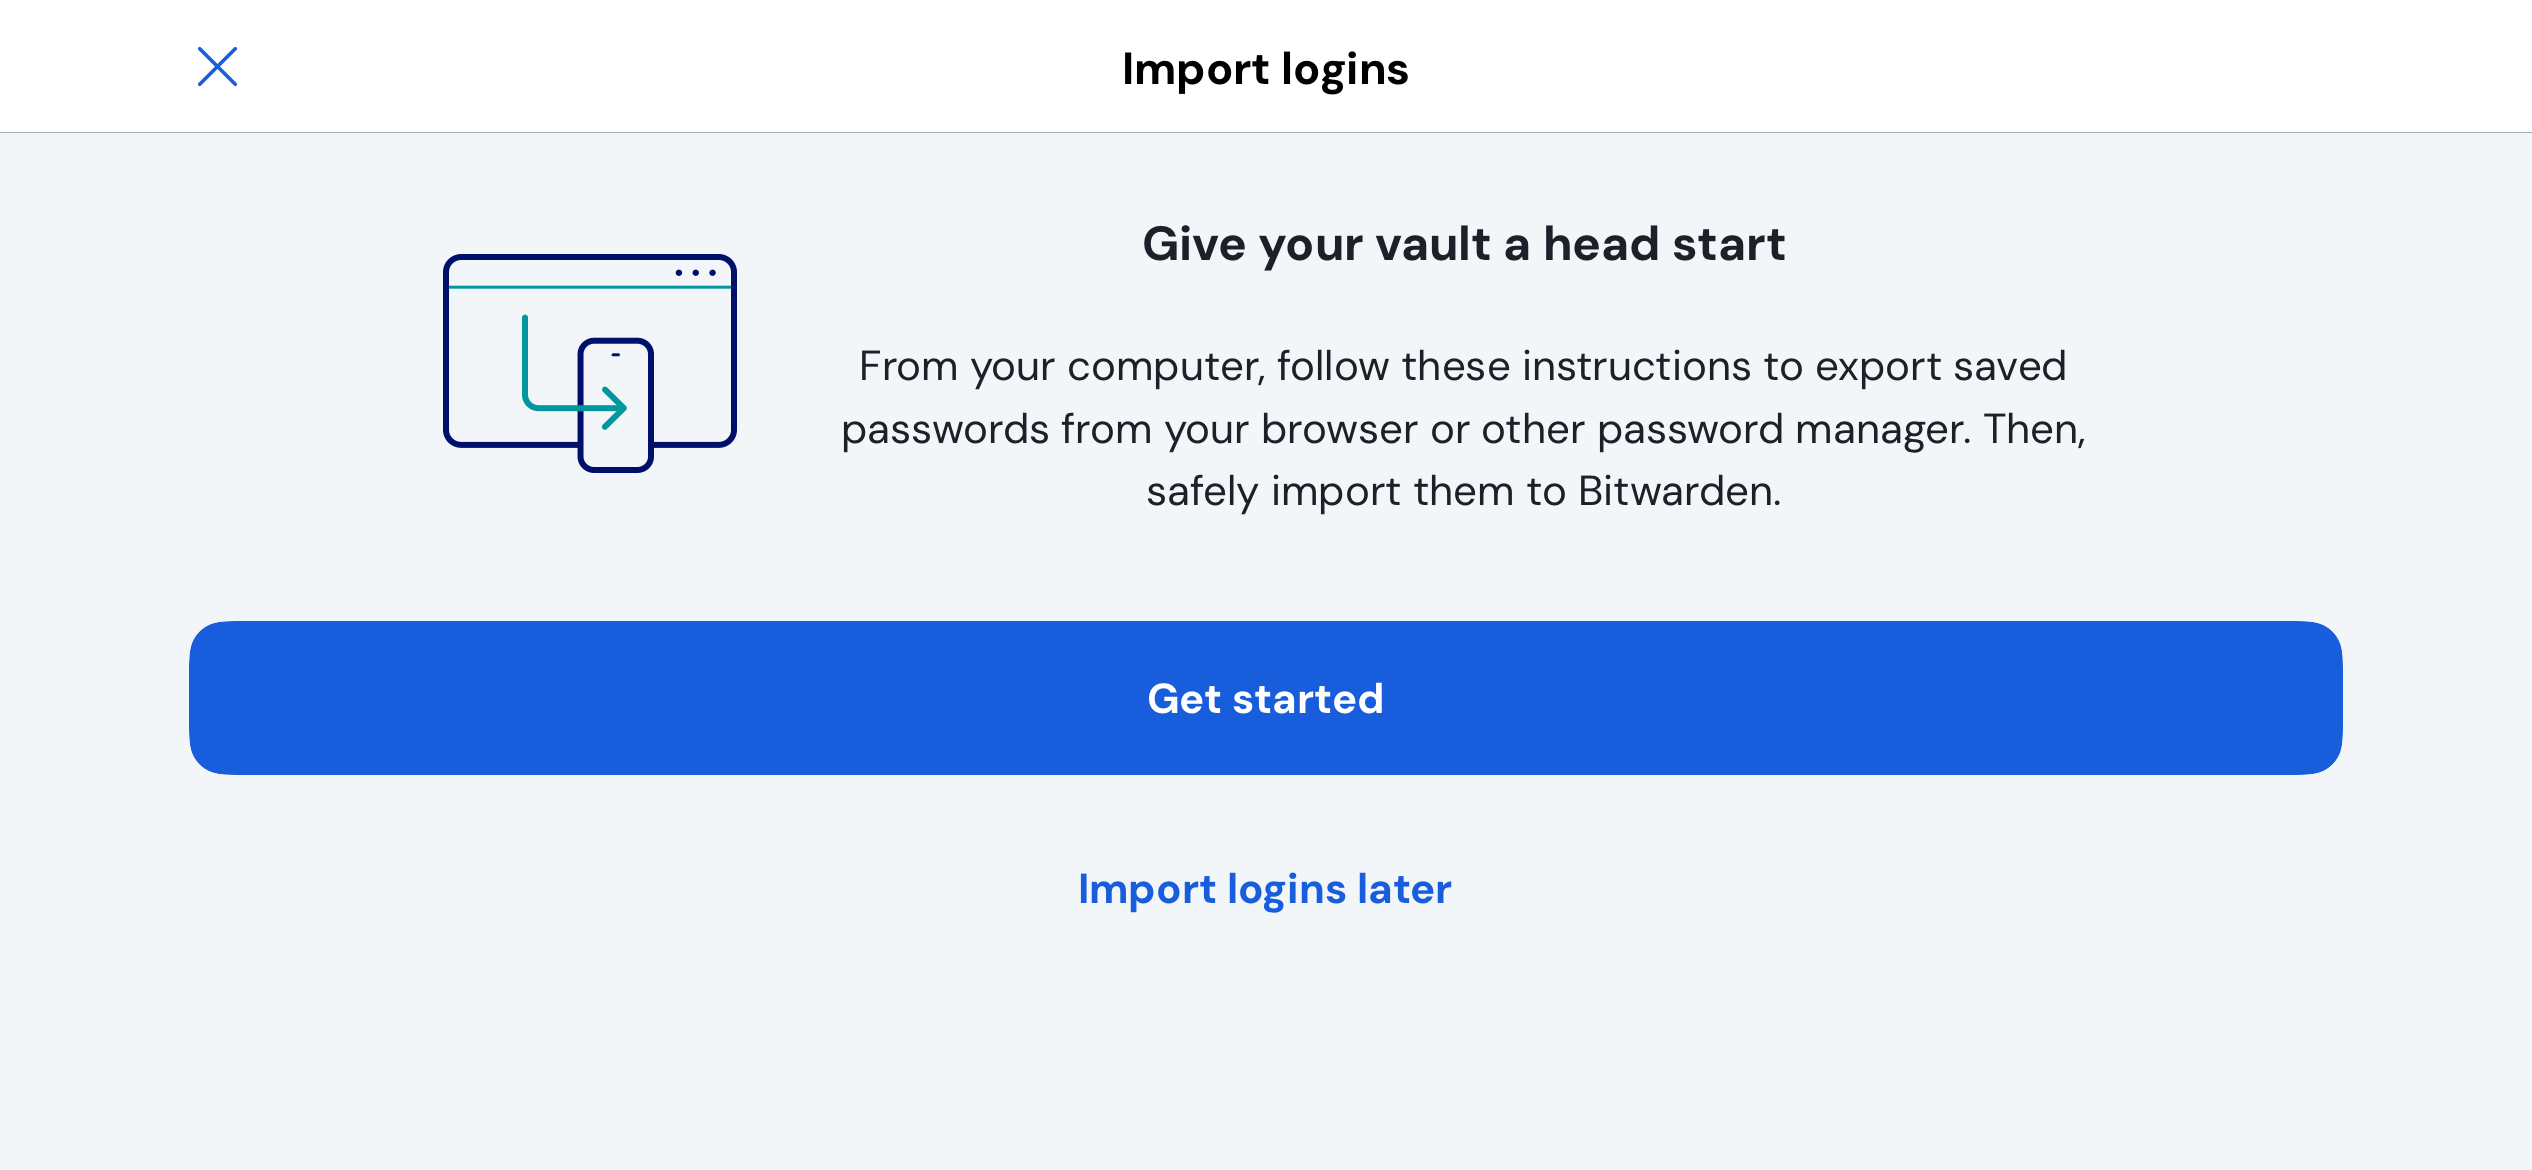 Import logins
Give your vault a head start
From your computer, follow these instructions to export saved
passwords from your browser or other password manager. Then,
safely import them to Bitwarden.
Get started
Import logins later